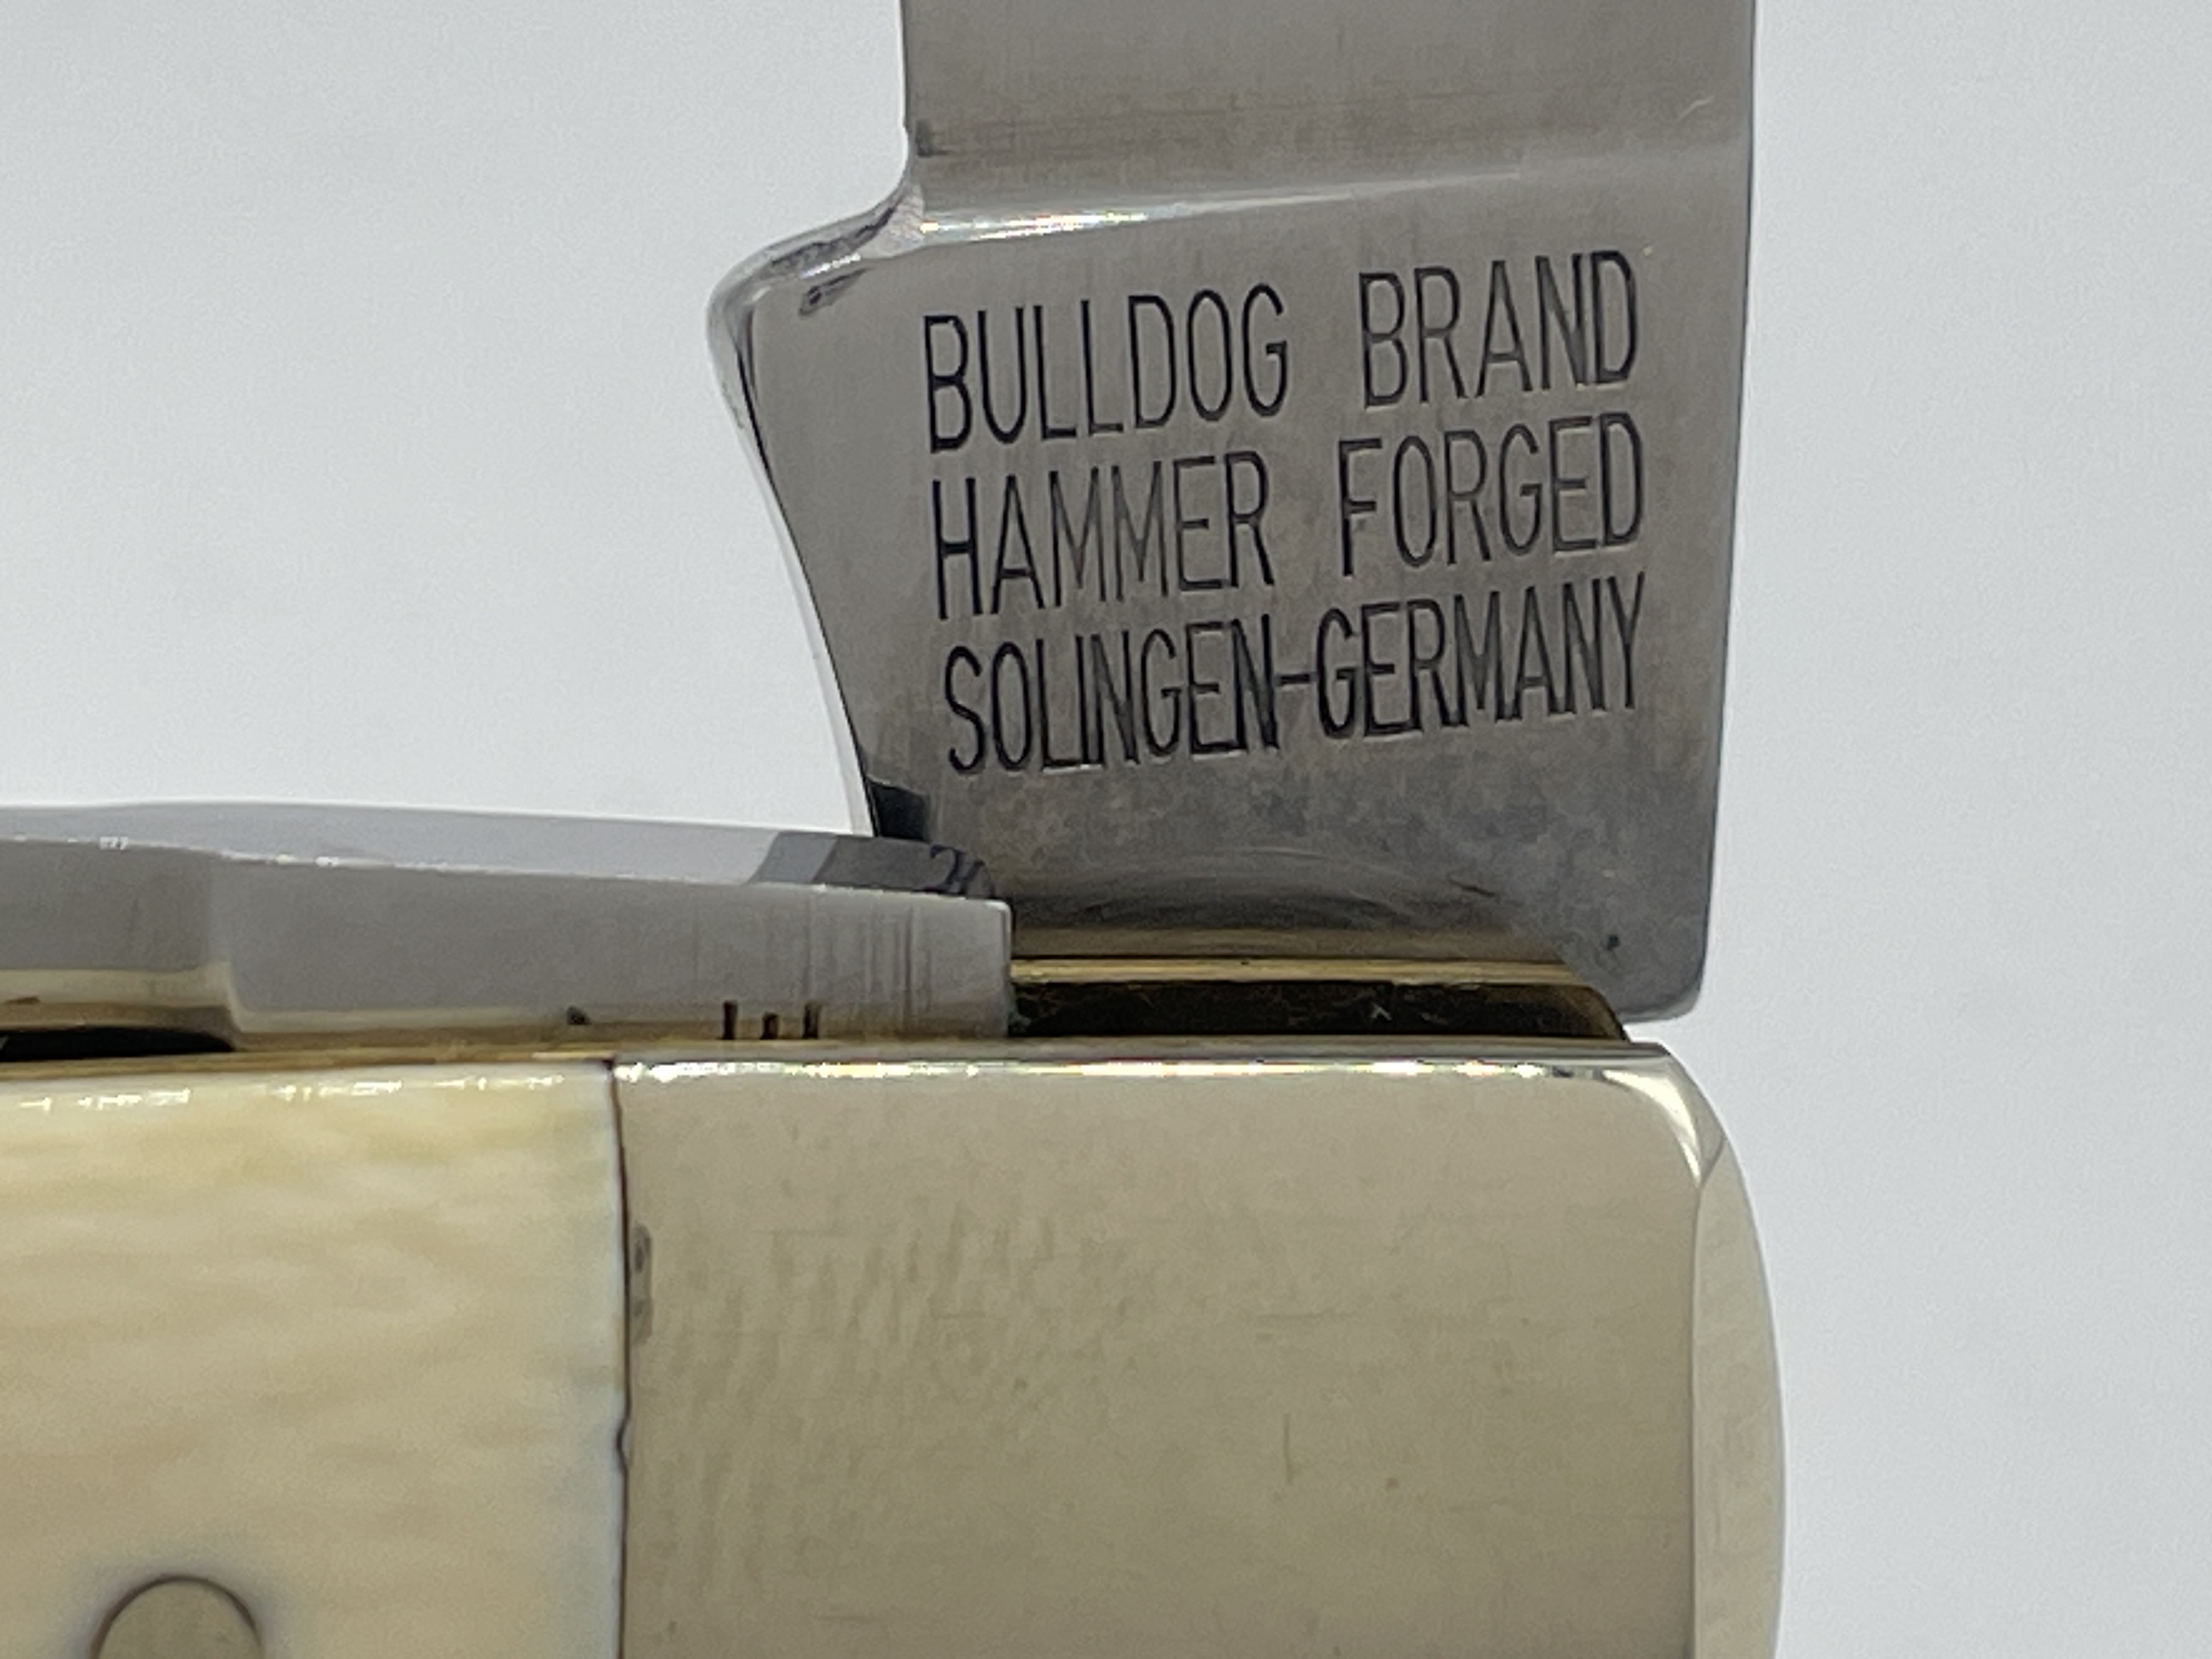 BULLDOG BRAND
HAMMER FORGED
SOLINGEN-GERMANY